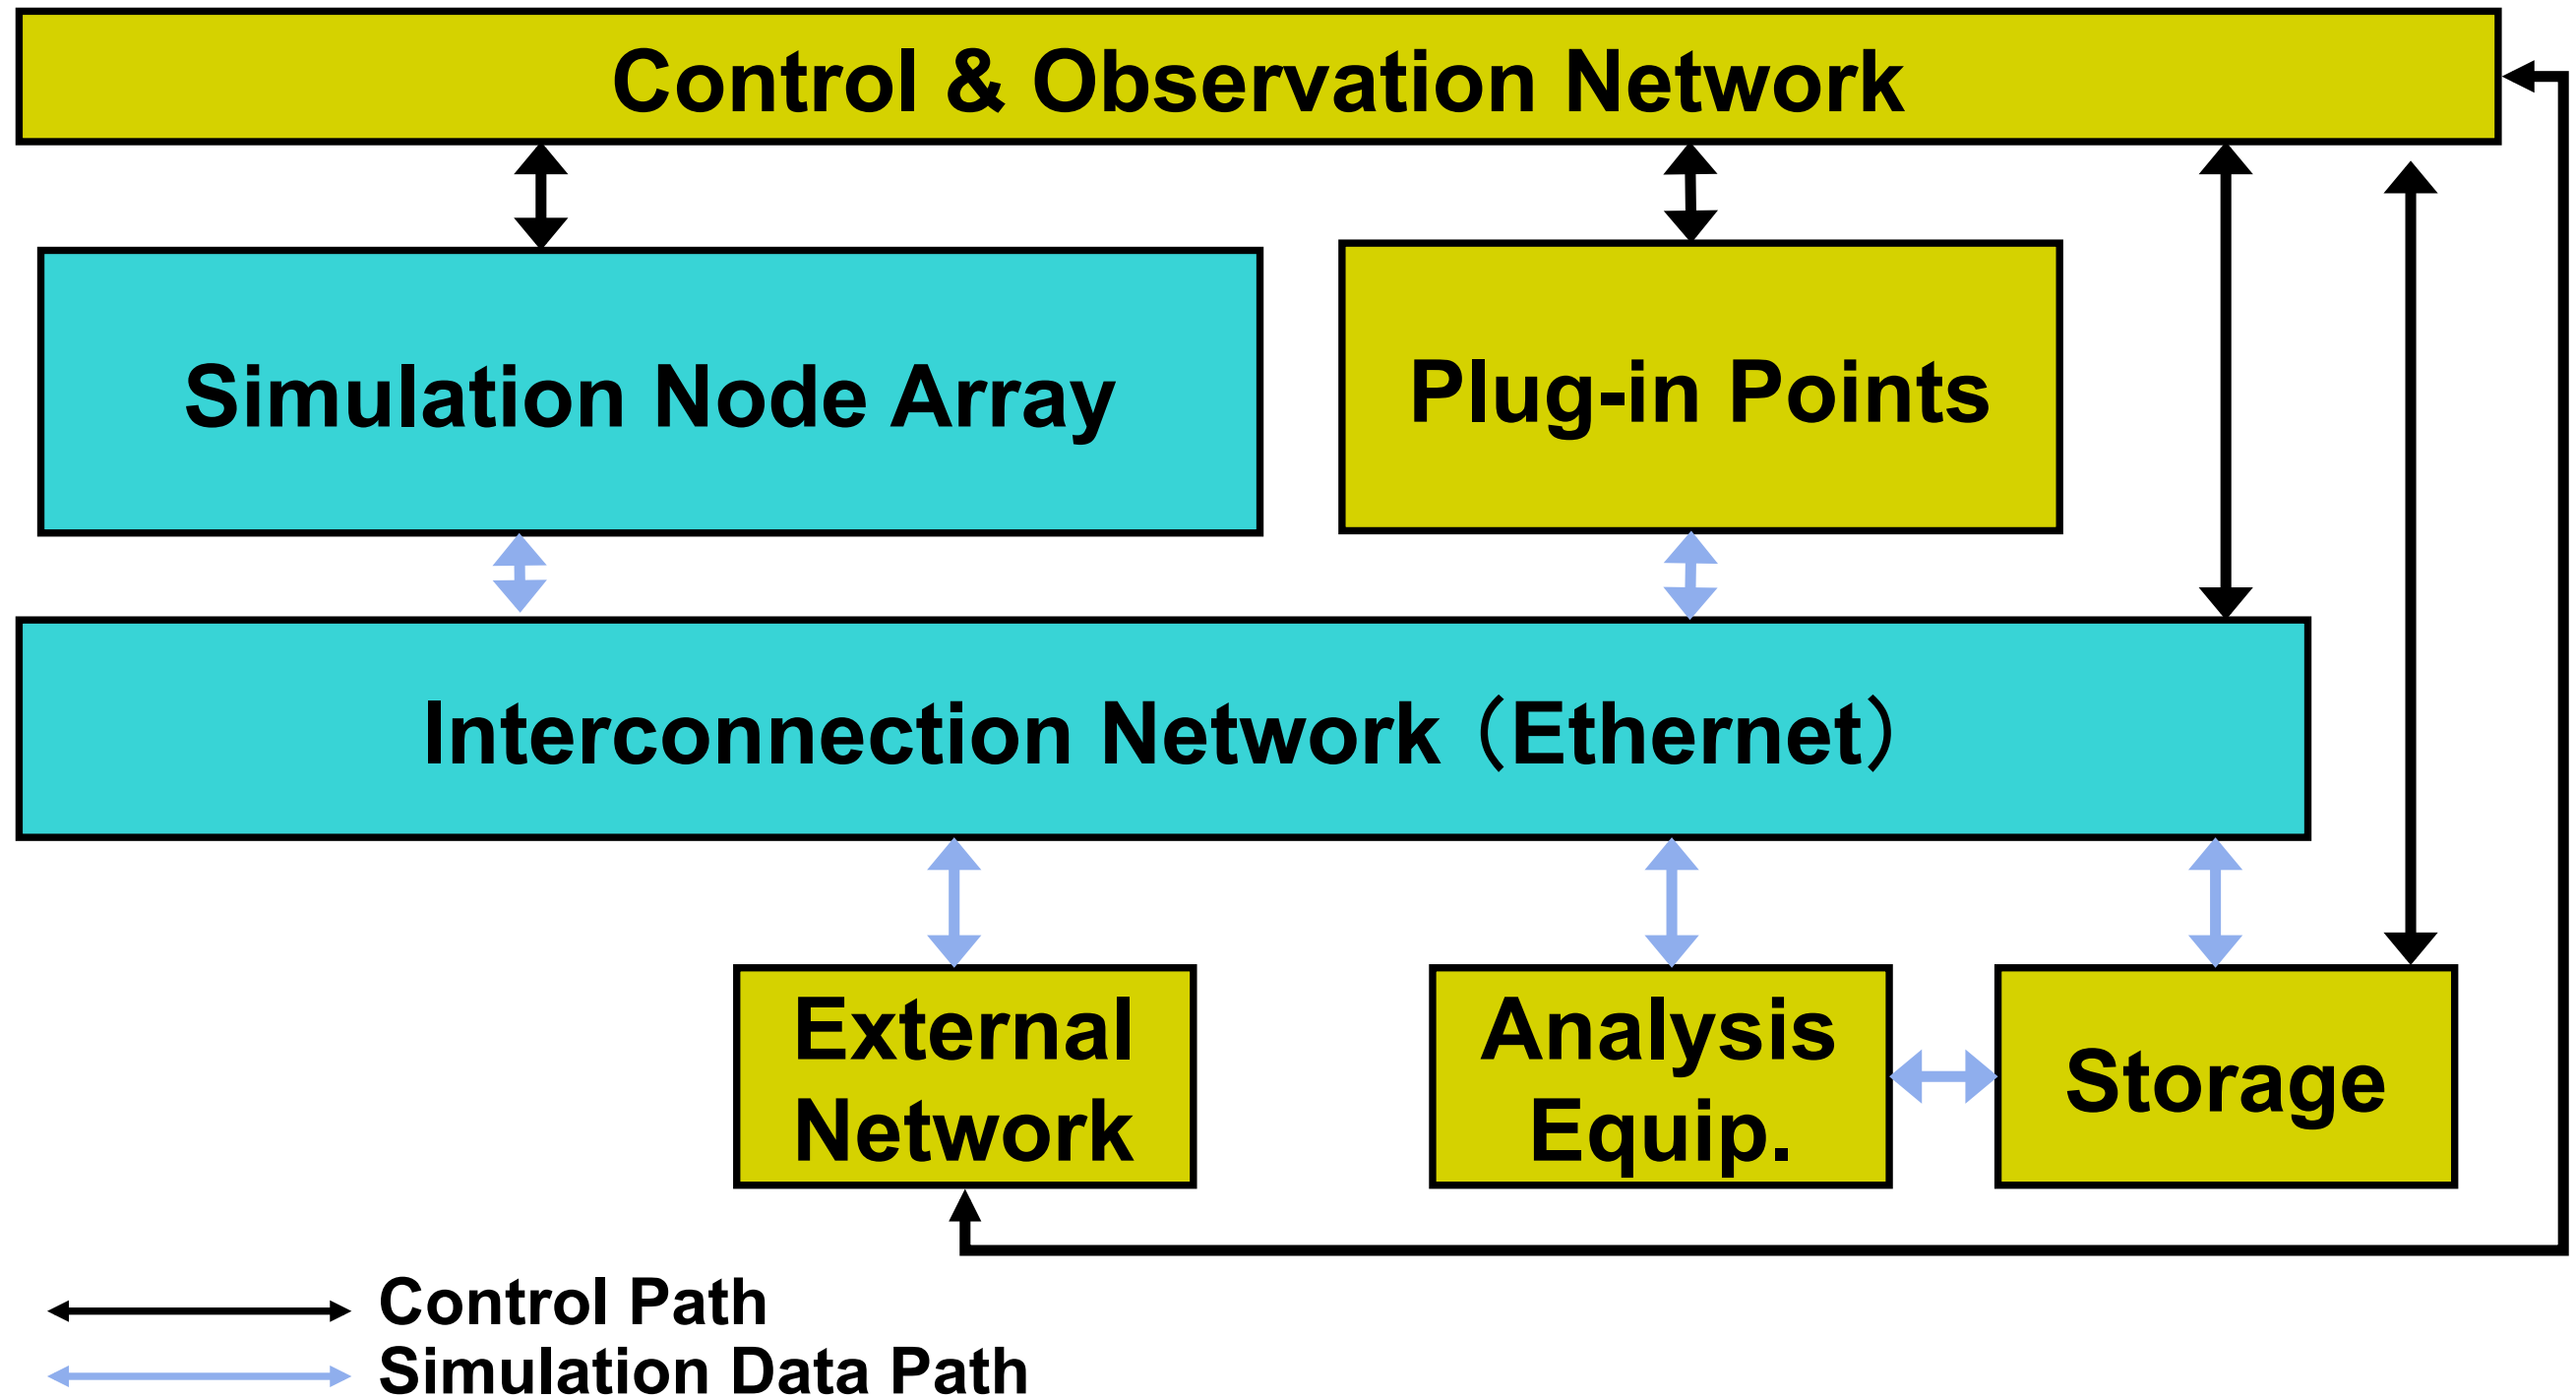 Control & Observation Network
Simulation Node Array
Plug-in Points
Interconnection Network（Ethernet）
External
Network
Analysis
Equip.
Storage
Control Path
Simulation Data Path